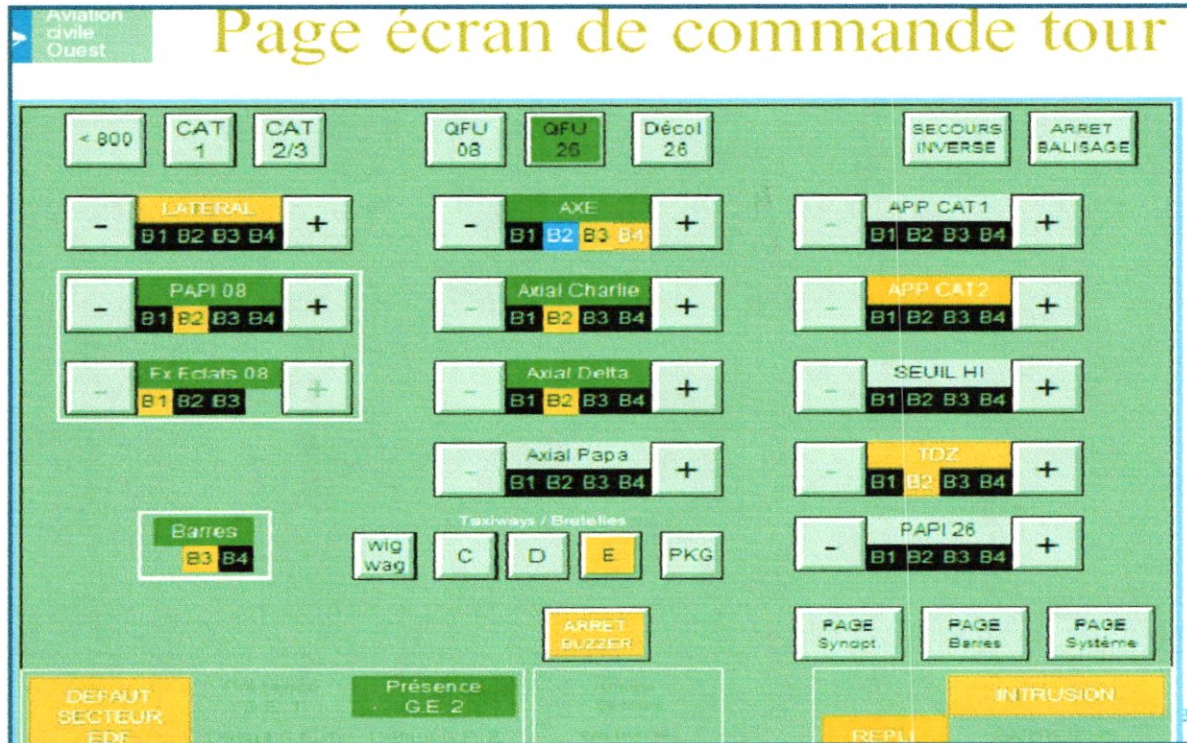 Aviation
civile
Ouest
Page écran de commande tour
< 800
CAT
1
CAT
2/3
QFU
08
QFU
26
Décol
26
SECOURS
INVERSE
ARRET
BALISAGE
- LATERAL +
B1 B2 B3 B4
- AXE +
B1 B2 B3 B4
- APP CAT1 +
B1 B2 B3 B4
- PAPI 08 +
B1 B2 B3 B4
- Axial Charlie +
B1 B2 B3 B4
- APP CAT2 +
B1 B2 B3 B4
- Fx Eclats 08 +
B1 B2 B3
- Axial Delta +
B1 B2 B3 B4
- SEUIL HI +
B1 B2 B3 B4
- Axial Papa +
B1 B2 B3 B4
- TDZ +
B1 B2 B3 B4
Barres
B3 B4
Taxiways / Bretelles
wig
wag
C
D
E
PKG
- PAPI 26 +
B1 B2 B3 B4
ARRET
BUZZER
PAGE
Synopt.
PAGE
Barres
PAGE
Système
DEFAUT
SECTEUR
EDF
Présence
G.E. 2
INTRUSION
REPLI